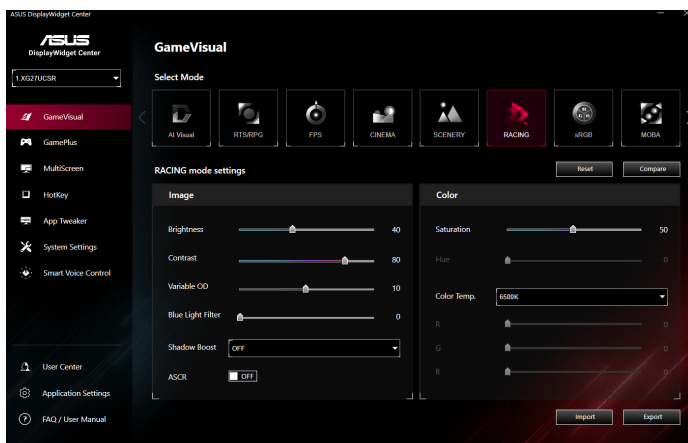 ASUS DisplayWidget Center
ASUS
DisplayWidget Center
1.XG27UCSR
GameVisual
GamePlus
MultiScreen
HotKey
App Tweaker
System Settings
Smart Voice Control
User Center
Application Settings
FAQ / User Manual
GameVisual
Select Mode
AI Visual
RTS/RPG
FPS
CINEMA
SCENERY
RACING
R
G B
sRGB
MOBA
RACING mode settings
Reset
Compare
Image
Brightness 40
Contrast 80
Variable OD 10
Blue Light Filter 0
Shadow Boost OFF
ASCR OFF
Color
Saturation 50
Hue 0
Color Temp. 6500K
R 0
G 0
B 0
Import
Export